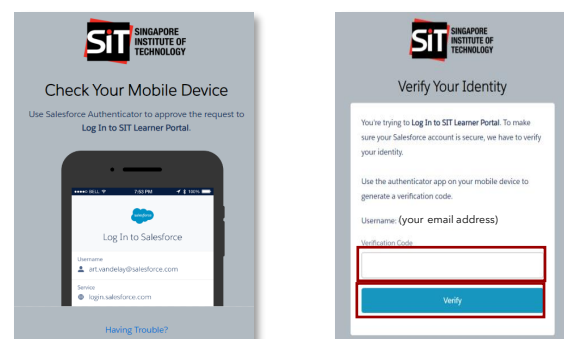 SiT
SINGAPORE
INSTITUTE OF
TECHNOLOGY
Check Your Mobile Device
Use Salesforce Authenticator to approve the request to
Log In to SIT Learner Portal.
BELL
7:53 PM
100%
salesforce
Log In to Salesforce
Username
art.vandelay@salesforce.com
Service
login.salesforce.com
Having Trouble?
SiT
SINGAPORE
INSTITUTE OF
TECHNOLOGY
Verify Your Identity
You're trying to Log In to SIT Learner Portal. To make
sure your Salesforce account is secure, we have to verify
your identity.
Use the authenticator app on your mobile device to
generate a verification code.
Username: (your email address)
Verification Code
Verify